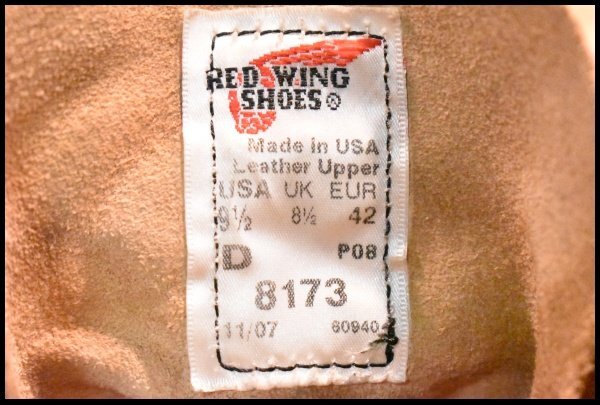 RED WING
SHOES®
Made in USA
Leather Upper
USA UK EUR
9½ 8½ 42
D P08
8173
11/07 60940